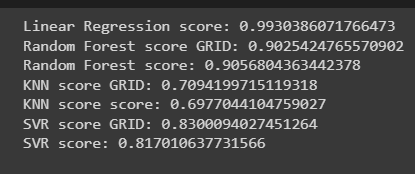 Linear Regression score: 0.9930386071766473
Random Forest score GRID: 0.9025424765570902
Random Forest score: 0.9056804363442378
KNN score GRID: 0.7094199715119318
KNN score score: 0.6977044104759027
SVR score GRID: 0.8300094027451264
SVR score: 0.817010637731566